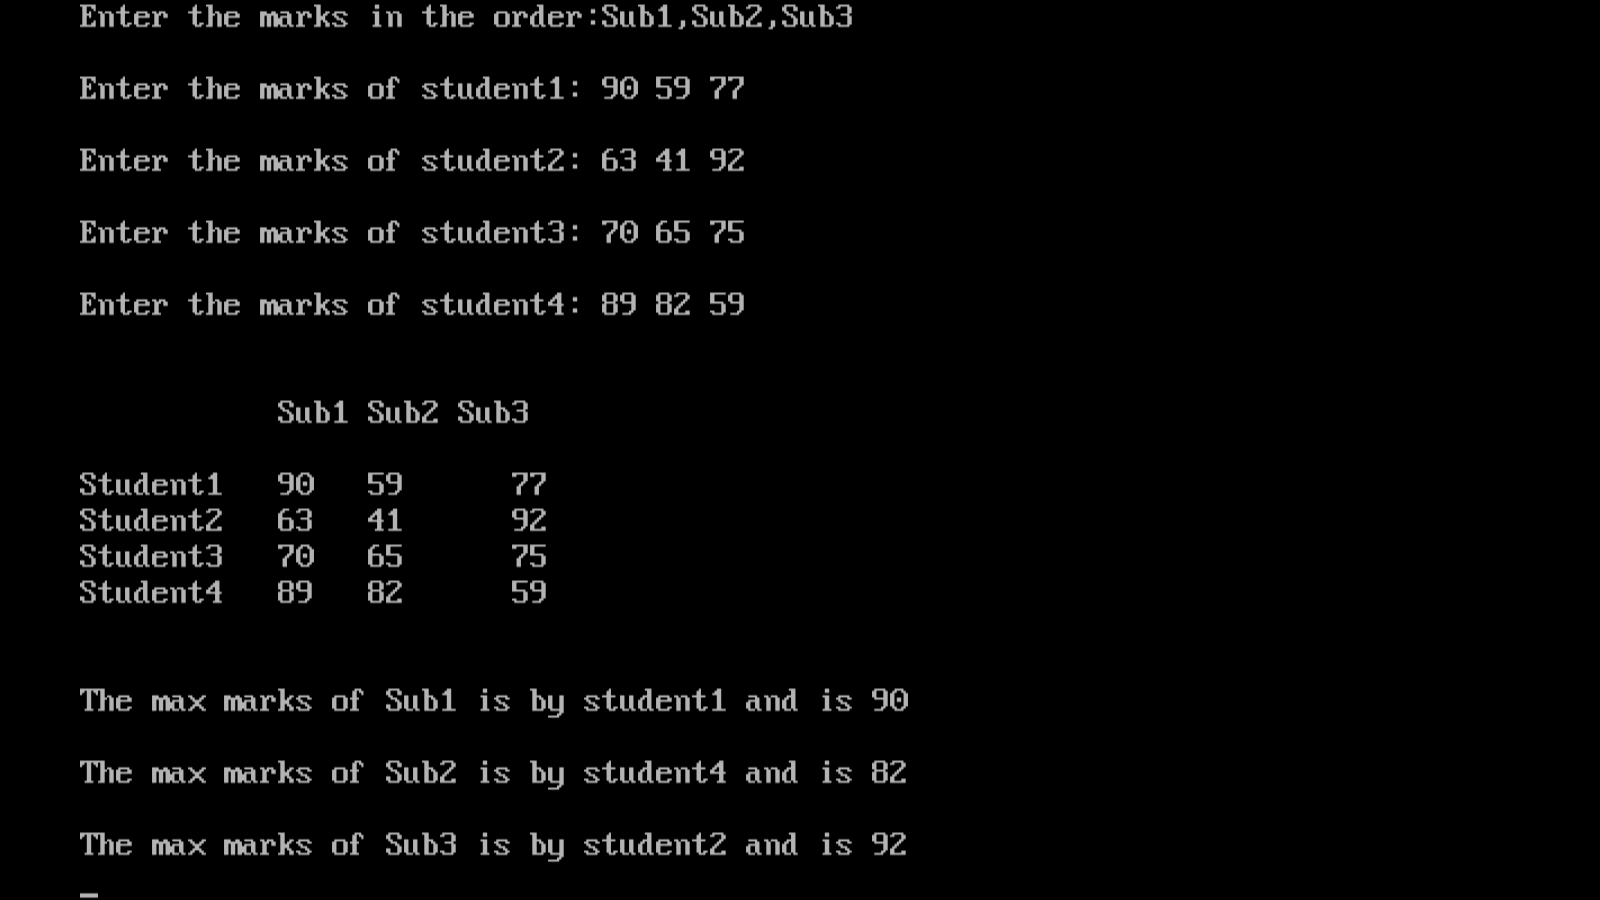 Enter the marks in the order:Sub1,Sub2,Sub3
Enter the marks of student1: 90 59 77
Enter the marks of student2: 63 41 92
Enter the marks of student3: 70 65 75
Enter the marks of student4: 89 82 59
Sub1 Sub2 Sub3
Student1 90 59 77
Student2 63 41 92
Student3 70 65 75
Student4 89 82 59
The max marks of Sub1 is by student1 and is 90
The max marks of Sub2 is by student4 and is 82
The max marks of Sub3 is by student2 and is 92